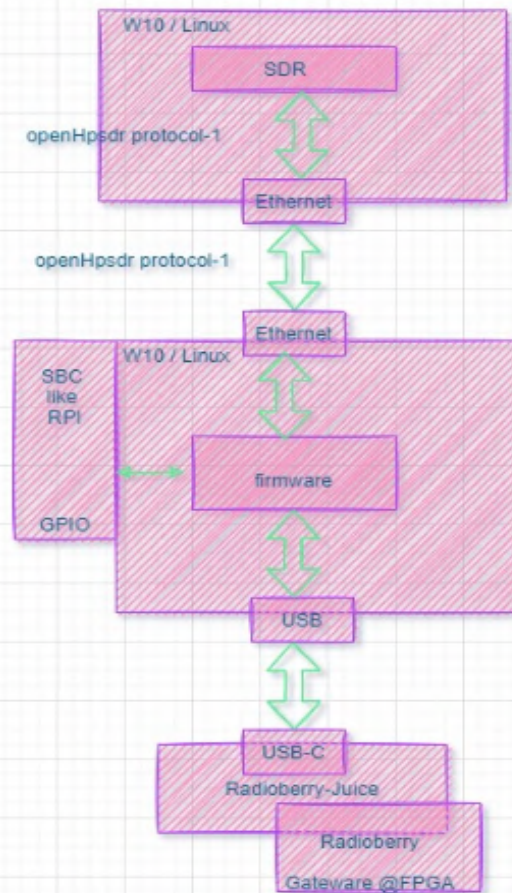 W10 / Linux
SDR
openHpsdr protocol-1
Ethernet
openHpsdr protocol-1
Ethernet
W10 / Linux
SBC
like
RPI
firmware
GPIO
USB
USB-C
Radioberry-Juice
Radioberry
Gateware @FPGA